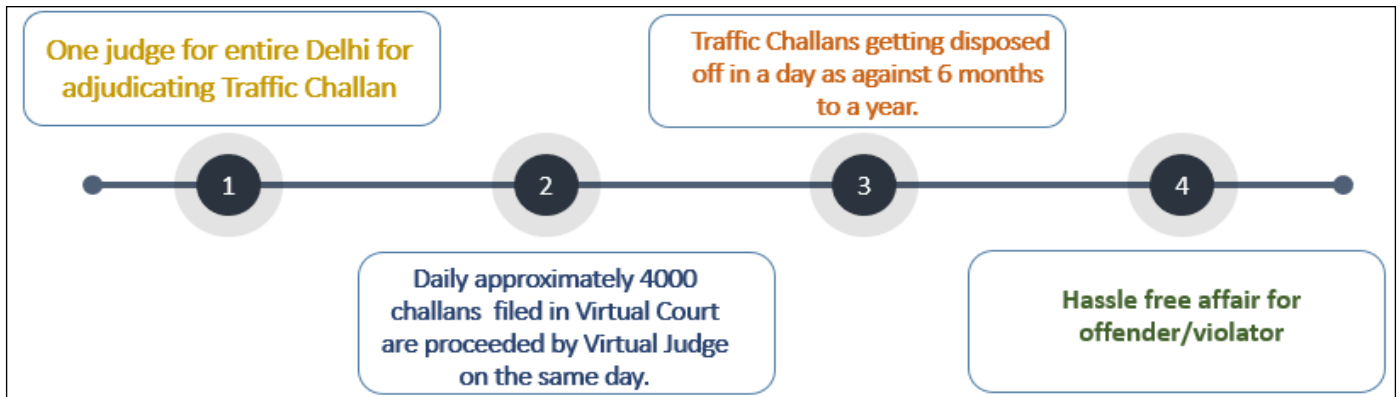 One judge for entire Delhi for
adjudicating Traffic Challan
Traffic Challans getting disposed
off in a day as against 6 months
to a year.
1
2
3
4
Daily approximately 4000
challans filed in Virtual Court
are proceeded by Virtual Judge
on the same day.
Hassle free affair for
offender/violator